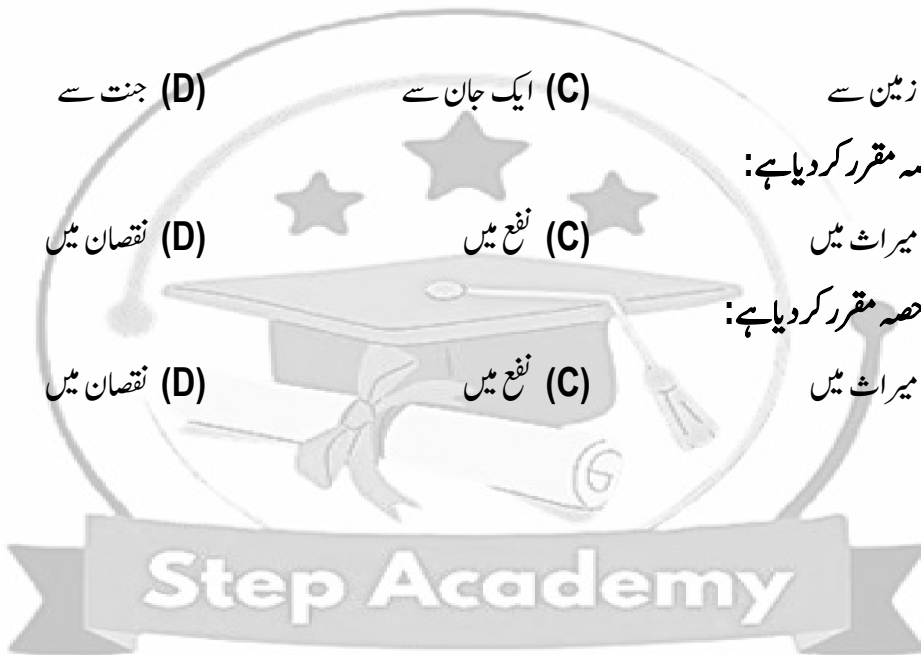 زمین سے (C) ایک جان سے (D) جنت سے
مقرر کر دیا ہے:
میراث میں (C) نفع میں (D) نقصان میں
حصہ مقرر کر دیا ہے:
میراث میں (C) نفع میں (D) نقصان میں
Step Academy